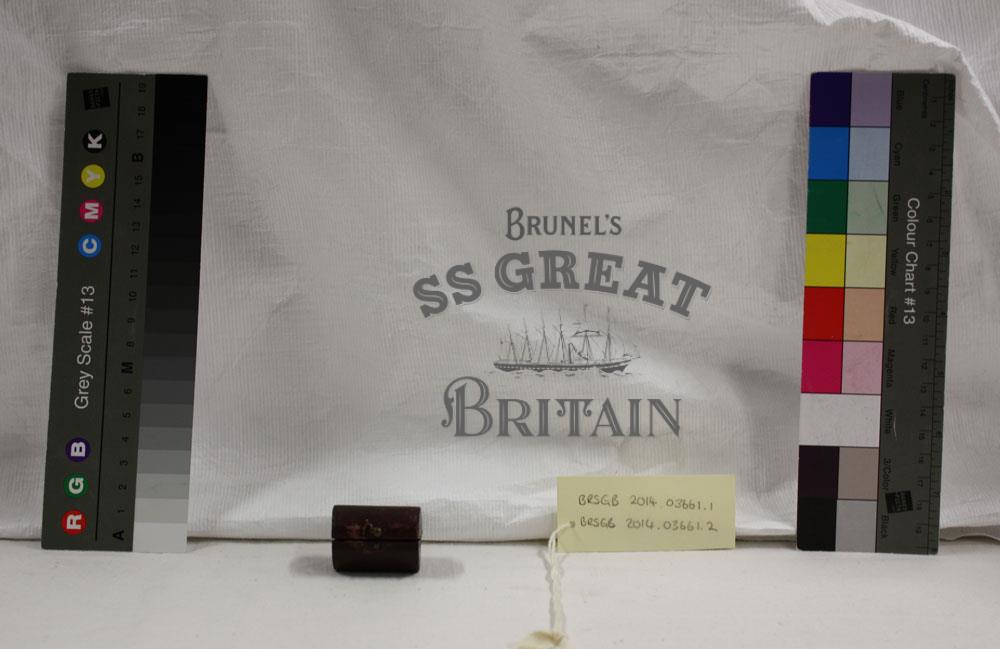 BRUNEL'S
SS GREAT
BRITAIN
BRSGB 2014.03661.1
BRSGB 2014.03661.2
Grey Scale #13
R G B
C M Y K
A 1 2 3 4 5 6 M 8 9 10 11 12 13 14 15 B 17 18 19
Colour Chart #13
Blue
Cyan
Green
Yellow
Red
Magenta
White
3/Color
Black
Centimetres